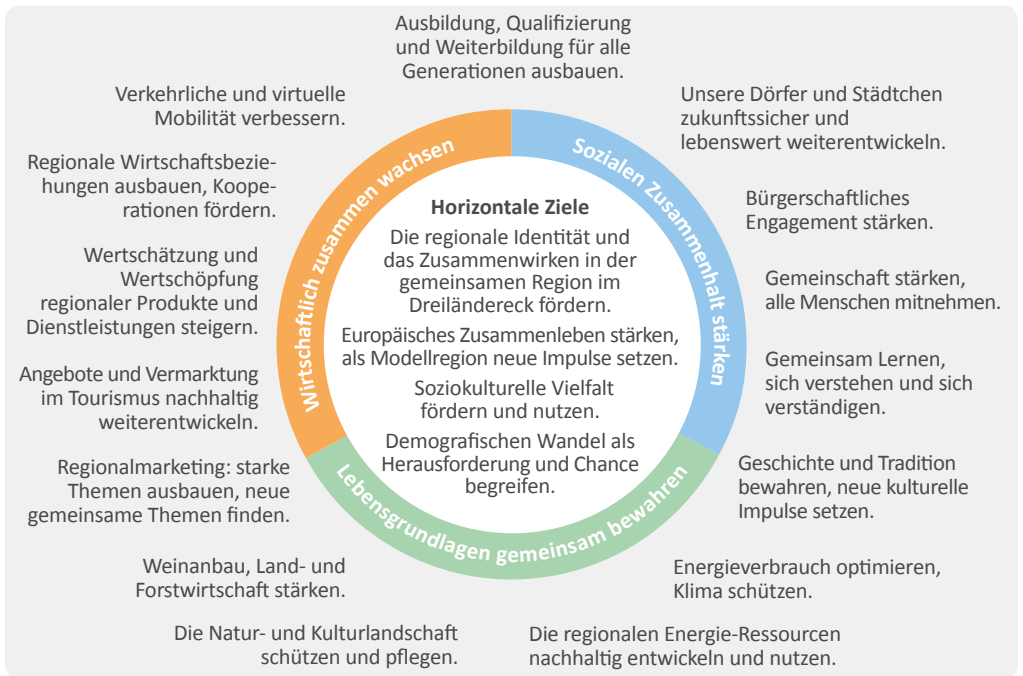 Ausbildung, Qualifizierung
und Weiterbildung für alle
Generationen ausbauen.
Verkehrliche und virtuelle
Mobilität verbessern.
Regionale Wirtschaftsbezie-
hungen ausbauen, Koope-
rationen fördern.
Wertschätzung und
Wertschöpfung
regionaler Produkte und
Dienstleistungen steigern.
Angebote und Vermarktung
im Tourismus nachhaltig
weiterentwickeln.
Regionalmarketing: starke
Themen ausbauen, neue
gemeinsame Themen finden.
Weinanbau, Land- und
Forstwirtschaft stärken.
Die Natur- und Kulturlandschaft
schützen und pflegen.
Wirtschaftlich zusammen wachsen
Sozialen Zusammenhalt stärken
Lebensgrundlagen gemeinsam bewahren
Horizontale Ziele
Die regionale Identität und
das Zusammenwirken in der
gemeinsamen Region im
Dreiländereck fördern.
Europäisches Zusammenleben stärken,
als Modellregion neue Impulse setzen.
Soziokulturelle Vielfalt
fördern und nutzen.
Demografischen Wandel als
Herausforderung und Chance
begreifen.
Unsere Dörfer und Städtchen
zukunftssicher und
lebenswert weiterentwickeln.
Bürgerschaftliches
Engagement stärken.
Gemeinschaft stärken,
alle Menschen mitnehmen.
Gemeinsam Lernen,
sich verstehen und sich
verständigen.
Geschichte und Tradition
bewahren, neue kulturelle
Impulse setzen.
Energieverbrauch optimieren,
Klima schützen.
Die regionalen Energie-Ressourcen
nachhaltig entwickeln und nutzen.